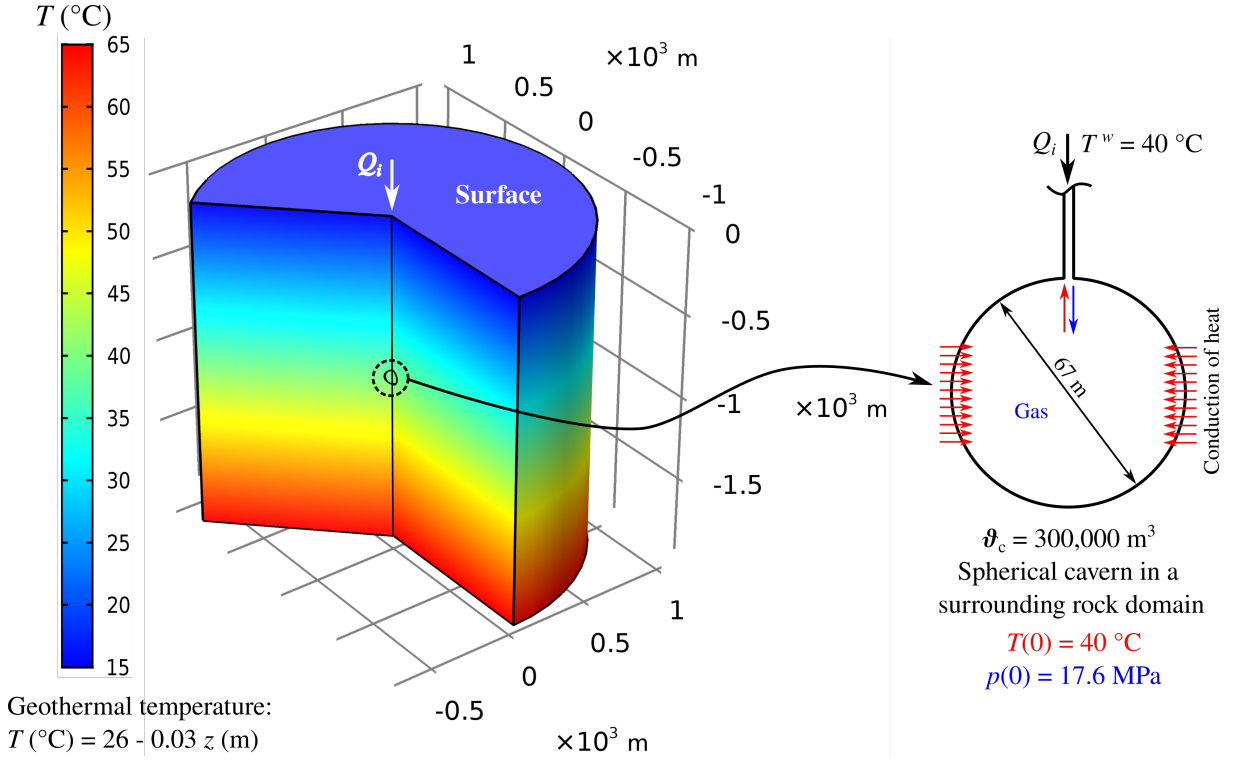 T (°C)
65
60
55
50
45
40
35
30
25
20
15
Geothermal temperature:
T (°C) = 26 - 0.03 z (m)
1
×10³ m
0.5
0
-0.5
-1
0
-0.5
-1
×10³ m
-1.5
1
0.5
0
-0.5
×10³ m
Qi
Surface
Qi T ʷ = 40 °C
67 m
Gas
Conduction of heat
ϑc = 300,000 m³
Spherical cavern in a
surrounding rock domain
T(0) = 40 °C
p(0) = 17.6 MPa